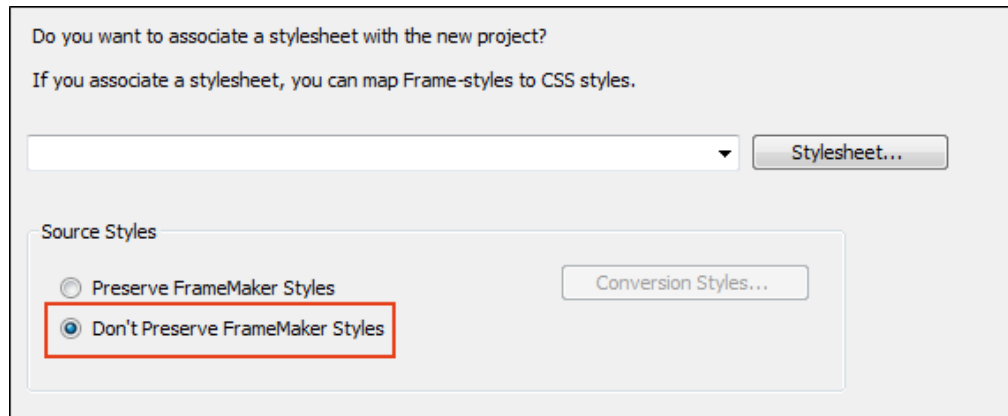 Do you want to associate a stylesheet with the new project?
If you associate a stylesheet, you can map Frame-styles to CSS styles.
Stylesheet...
Source Styles
Preserve FrameMaker Styles
Conversion Styles...
Don't Preserve FrameMaker Styles